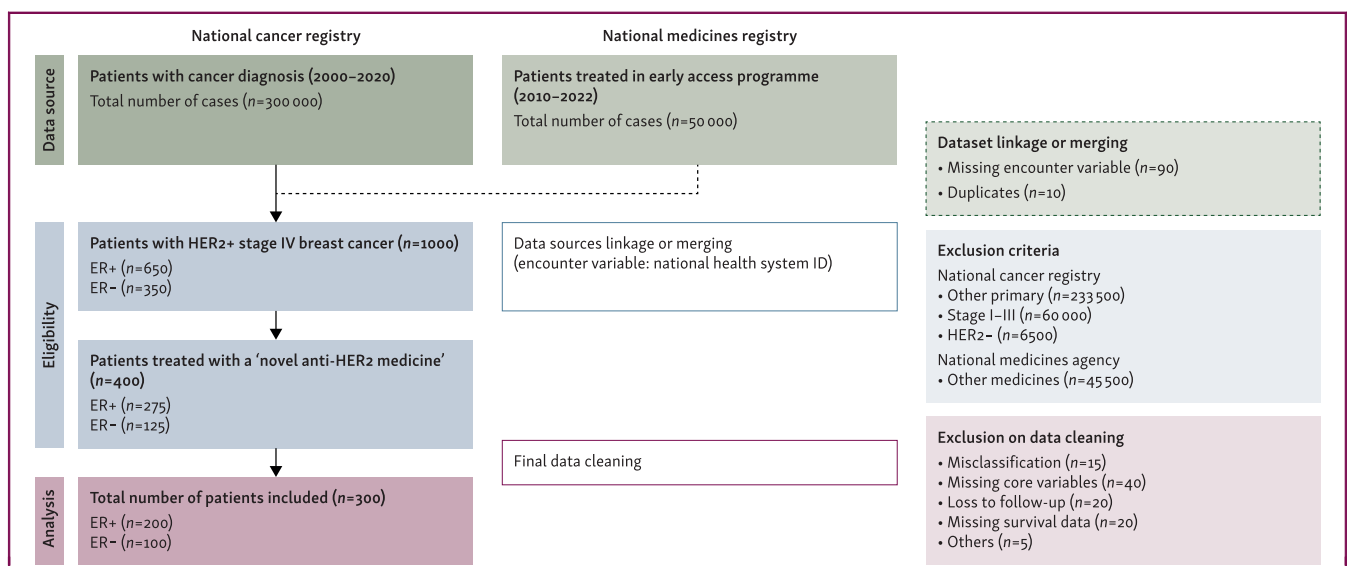 National cancer registry
National medicines registry
Data source
Patients with cancer diagnosis (2000–2020)
Total number of cases (n=300 000)
Patients treated in early access programme
(2010–2022)
Total number of cases (n=50 000)
Dataset linkage or merging
• Missing encounter variable (n=90)
• Duplicates (n=10)
Eligibility
Patients with HER2+ stage IV breast cancer (n=1000)
ER+ (n=650)
ER− (n=350)
Data sources linkage or merging
(encounter variable: national health system ID)
Exclusion criteria
National cancer registry
• Other primary (n=233 500)
• Stage I–III (n=60 000)
• HER2− (n=6500)
National medicines agency
• Other medicines (n=45 500)
Patients treated with a ‘novel anti-HER2 medicine’
(n=400)
ER+ (n=275)
ER− (n=125)
Final data cleaning
Exclusion on data cleaning
• Misclassification (n=15)
• Missing core variables (n=40)
• Loss to follow-up (n=20)
• Missing survival data (n=20)
• Others (n=5)
Analysis
Total number of patients included (n=300)
ER+ (n=200)
ER− (n=100)